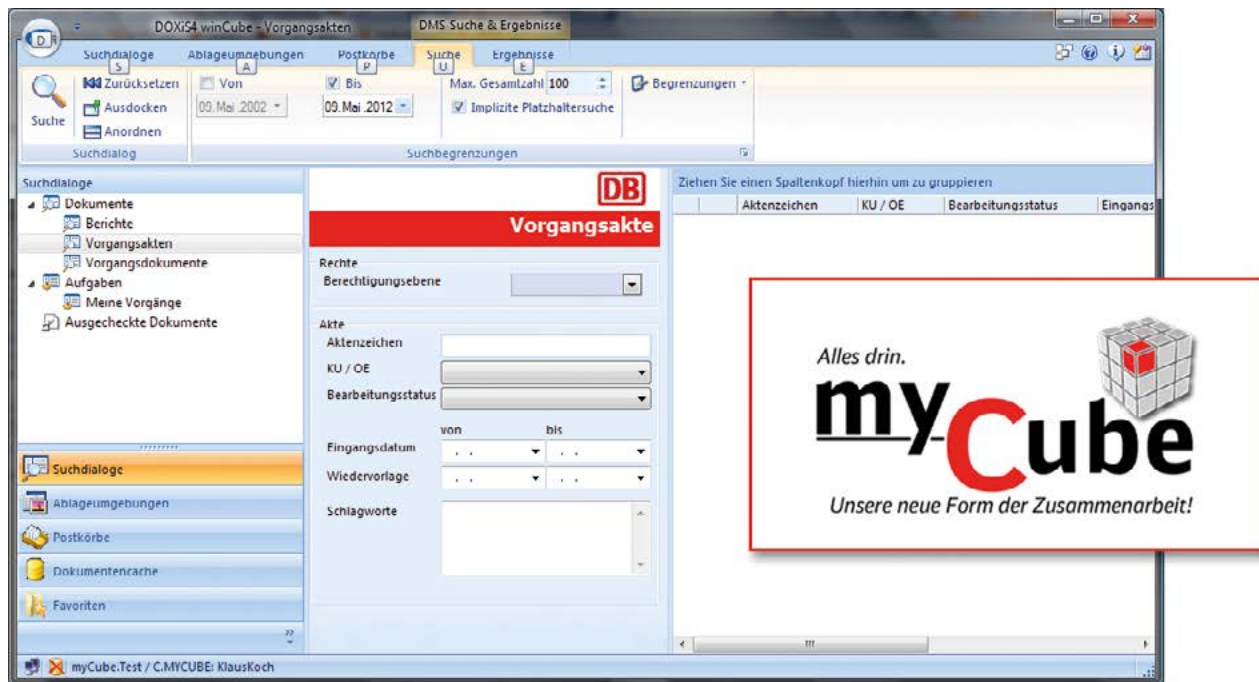 DOXiS4 winCube - Vorgangsakten
DMS Suche & Ergebnisse
D
Suchdialoge
Ablageumgebungen
Postkörbe
Suche
Ergebnisse
S
A
P
U
E
Suche
Zurücksetzen
Ausdocken
Anordnen
Von
09. Mai .2002
Bis
09. Mai .2012
Max. Gesamtzahl 100
Implizite Platzhaltersuche
Begrenzungen
Suchdialog
Suchbegrenzungen
Suchdialoge
Dokumente
Berichte
Vorgangsakten
Vorgangsdokumente
Aufgaben
Meine Vorgänge
Ausgecheckte Dokumente
Suchdialoge
Ablageumgebungen
Postkörbe
Dokumentencache
Favoriten
DB
Vorgangsakte
Rechte
Berechtigungsebene
Akte
Aktenzeichen
KU / OE
Bearbeitungsstatus
von bis
Eingangsdatum . . . .
Wiedervorlage . . . .
Schlagworte
Ziehen Sie einen Spaltenkopf hierhin um zu gruppieren
Aktenzeichen KU / OE Bearbeitungsstatus Eingangs
Alles drin.
myCube
Unsere neue Form der Zusammenarbeit!
myCube.Test / C.MYCUBE: KlausKoch